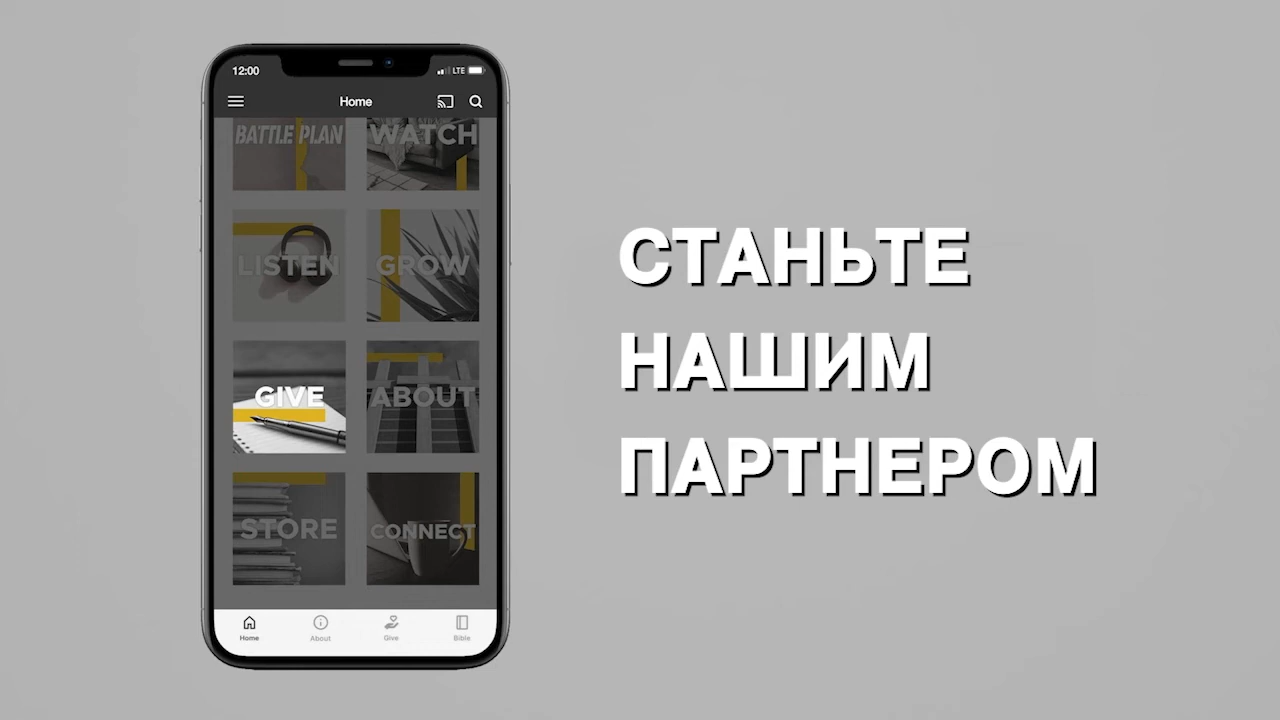 12:00
LTE
Home
BATTLE PLAN
WATCH
LISTEN
GROW
GIVE
ABOUT
STORE
CONNECT
Home
About
Give
Bible
СТАНЬТЕ
НАШИМ
ПАРТНЕРОМ